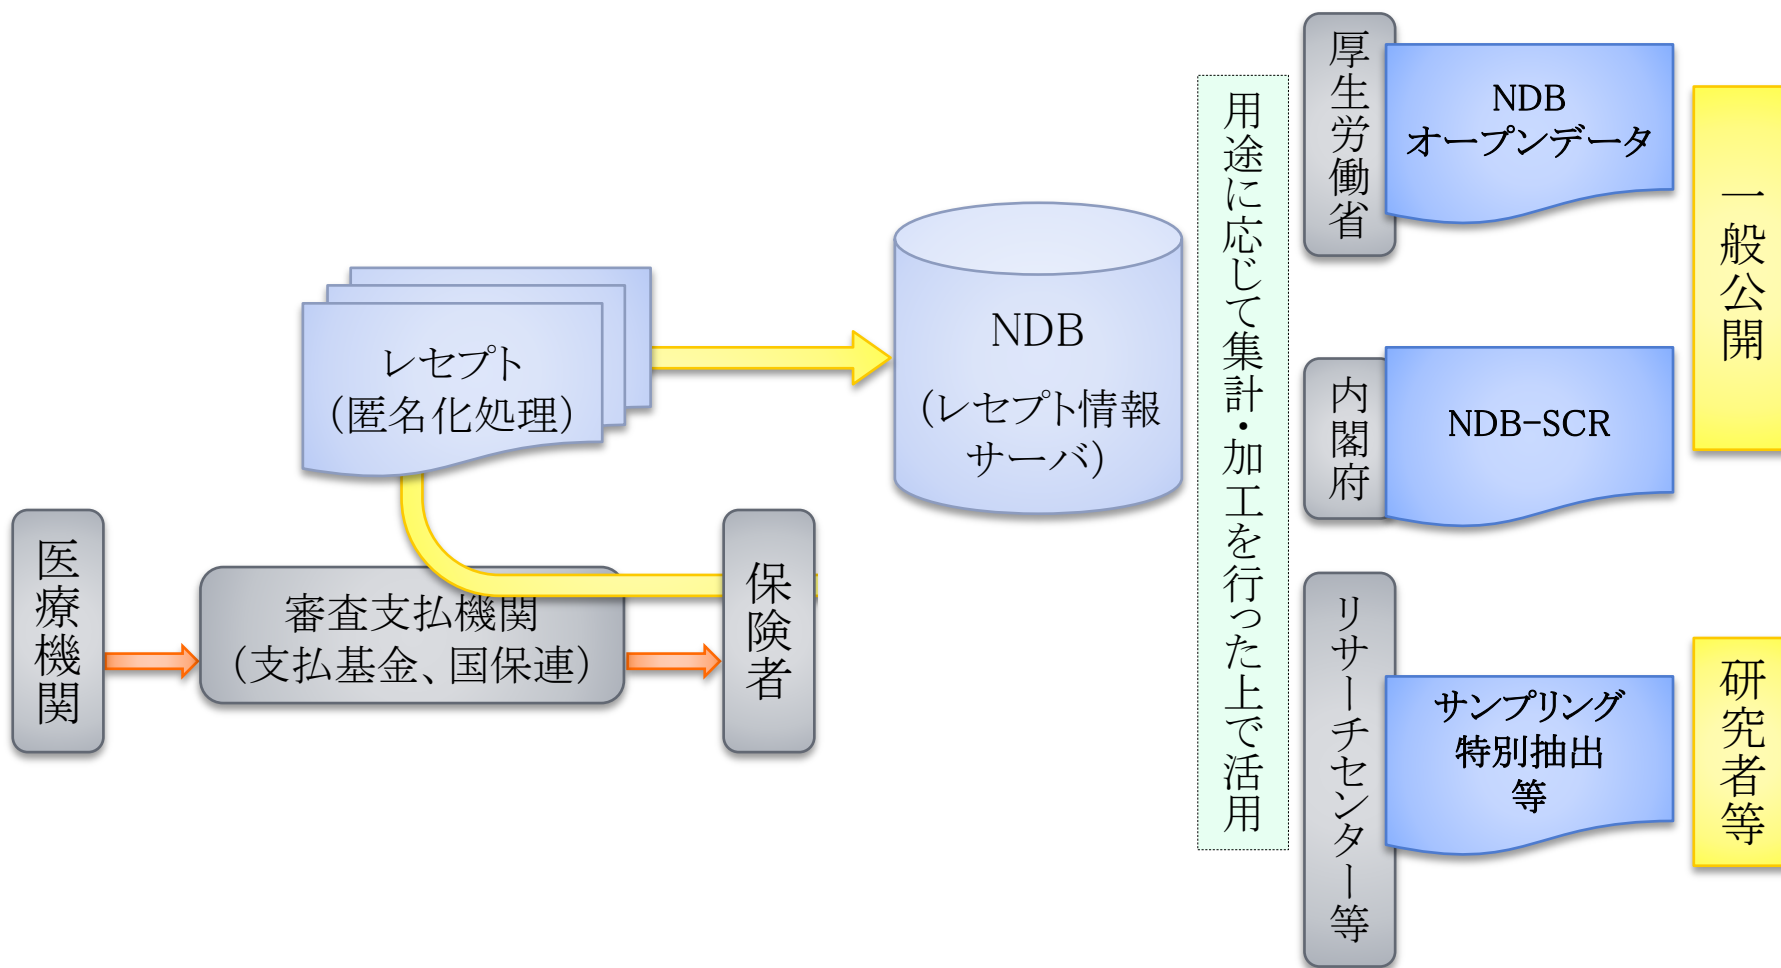 医療機関
審査支払機関
（支払基金、国保連）
保険者
レセプト
（匿名化処理）
NDB
（レセプト情報
サーバ）
用途に応じて集計・加工を行った上で活用
厚生労働省
NDB
オープンデータ
内閣府
NDB-SCR
リサーチセンター等
サンプリング
特別抽出
等
一般公開
研究者等